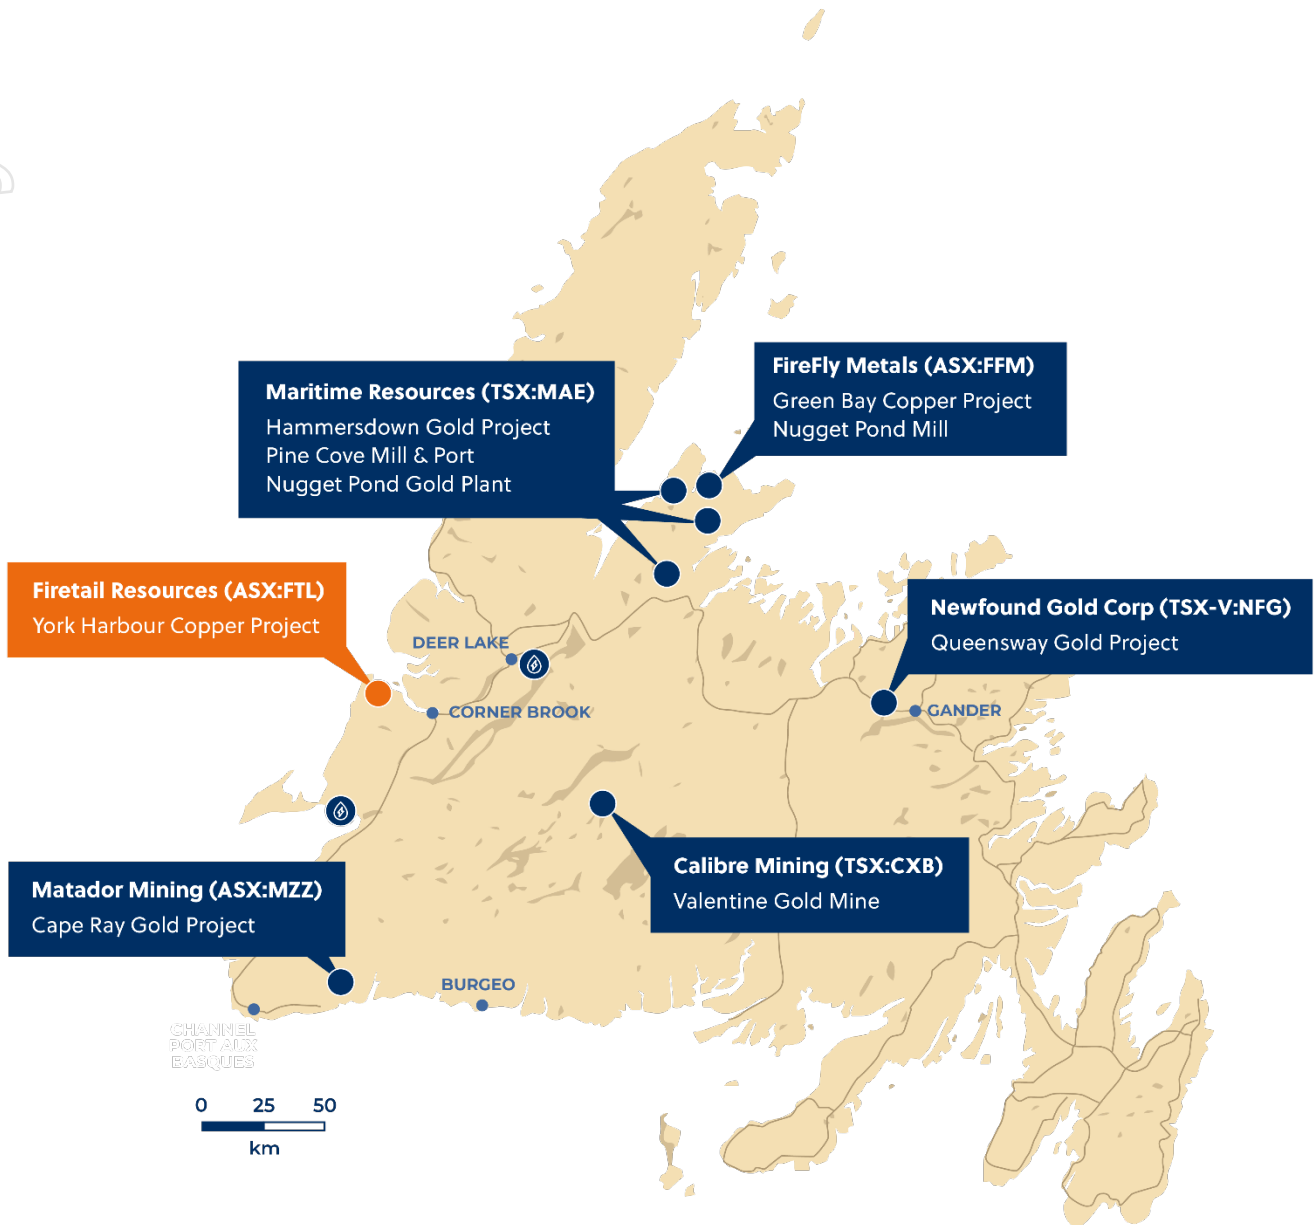 Maritime Resources (TSX:MAE)
Hammersdown Gold Project
Pine Cove Mill & Port
Nugget Pond Gold Plant
FireFly Metals (ASX:FFM)
Green Bay Copper Project
Nugget Pond Mill
Firetail Resources (ASX:FTL)
York Harbour Copper Project
Newfound Gold Corp (TSX-V:NFG)
Queensway Gold Project
DEER LAKE
CORNER BROOK
GANDER
Calibre Mining (TSX:CXB)
Valentine Gold Mine
Matador Mining (ASX:MZZ)
Cape Ray Gold Project
BURGEO
CHANNEL
PORT AUX
BASQUES
0 25 50
km